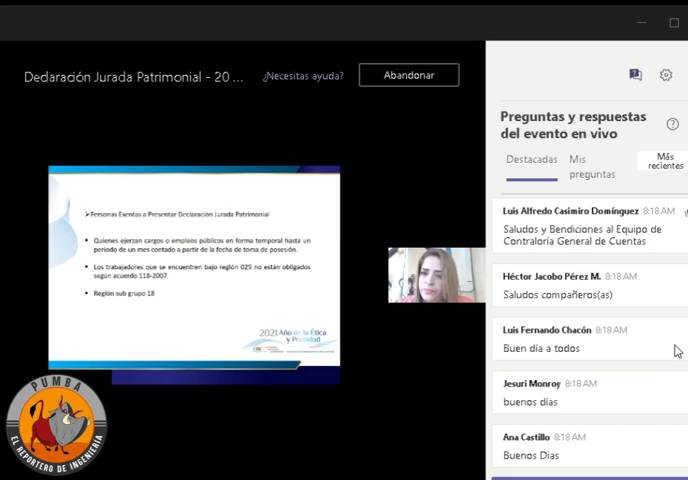 Declaración Jurada Patrimonial - 20 ...
¿Necesitas ayuda?
Abandonar
➢Personas Exentas a Presentar Declaración Jurada Patrimonial
• Quienes ejerzan cargos o empleos públicos en forma temporal hasta un
periodo de un mes contado a partir de la fecha de toma de posesión.
• Los trabajadores que se encuentren bajo reglón 029 no están obligados
según acuerdo 118-2007
• Reglón sub grupo 18
2021 Año de la Ética
y Probidad
PUMBA
EL REPORTERO DE INGENIERÍA
Preguntas y respuestas
del evento en vivo
Destacadas
Mis
preguntas
Más
recientes
Luis Alfredo Casimiro Domínguez 8:18 AM
Saludos y Bendiciones al Equipo de
Contraloría General de Cuentas
Héctor Jacobo Pérez M. 8:18 AM
Saludos compañeros(as)
Luis Fernando Chacón 8:18 AM
Buen día a todos
Jesuri Monroy 8:18 AM
buenos días
Ana Castillo 8:18 AM
Buenos Dias